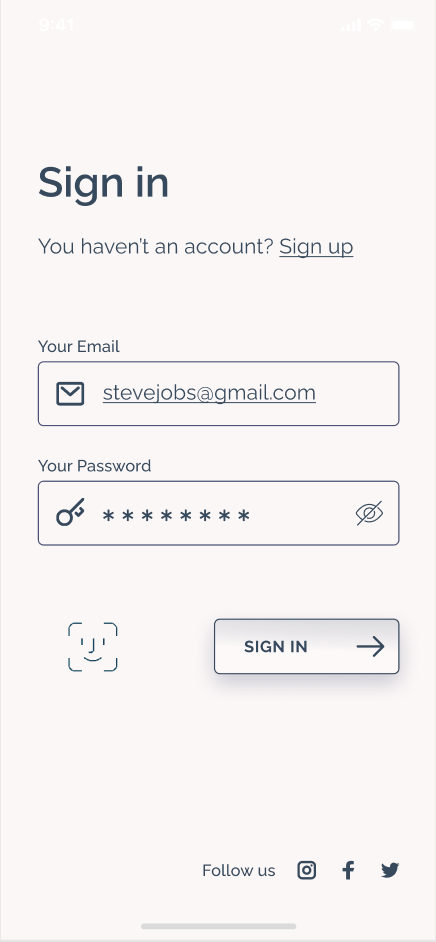 9:41
Sign in
You haven't an account? Sign up
Your Email
stevejobs@gmail.com
Your Password
********
SIGN IN
Follow us